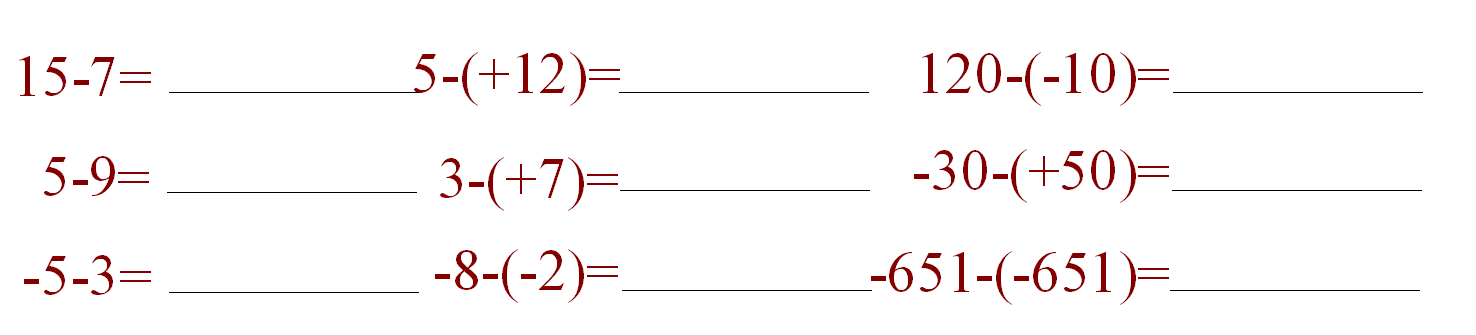 15-7= 5-(+12)= 120-(-10)=
5-9= 3-(+7)= -30-(+50)=
-5-3= -8-(-2)= -651-(-651)=